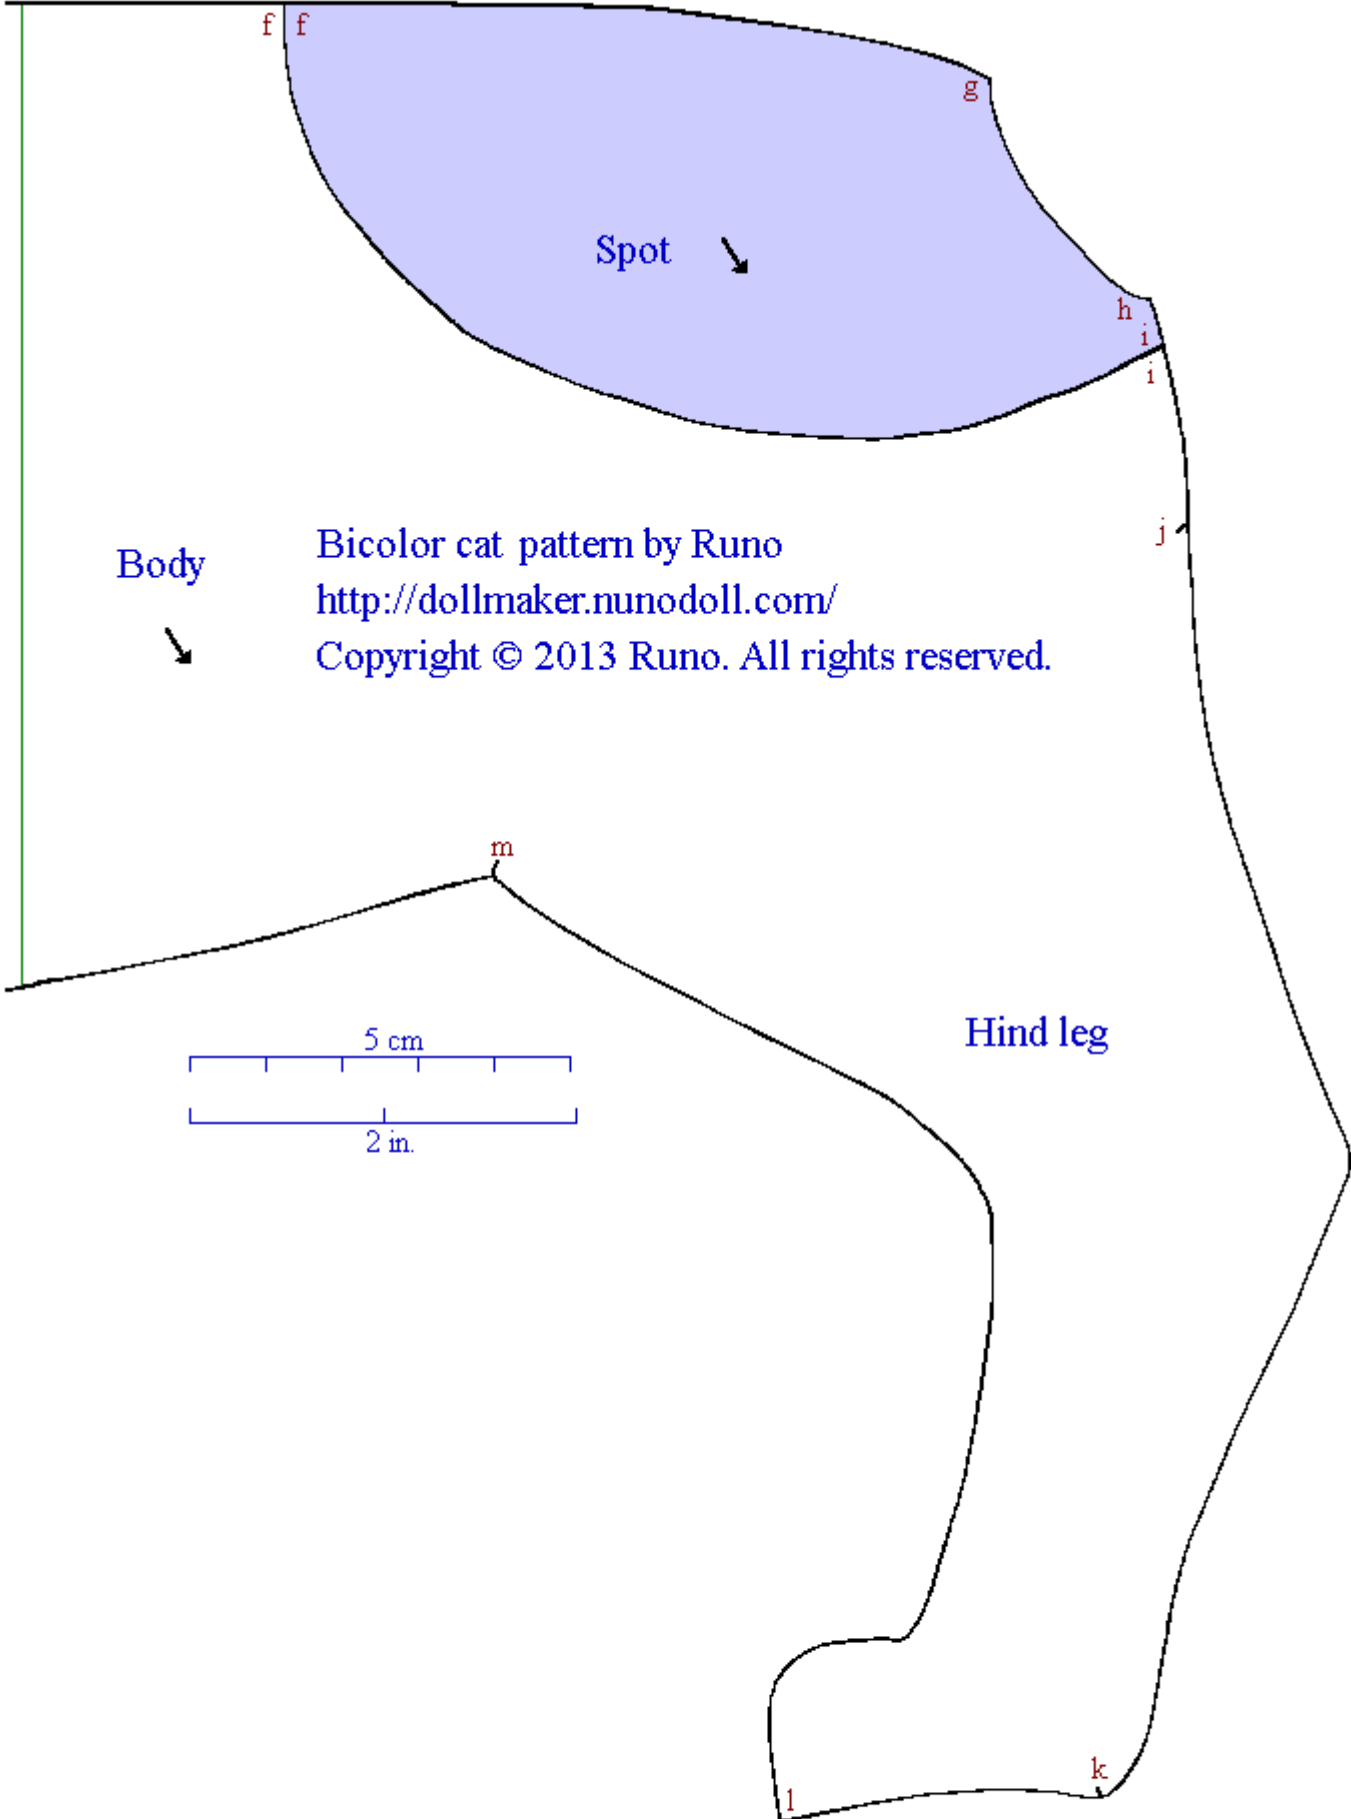 f f
g
Spot
h
i
i
j
Body
Bicolor cat pattern by Runo
http://dollmaker.nunodoll.com/
Copyright © 2013 Runo. All rights reserved.
m
Hind leg
5 cm
2 in.
k
l